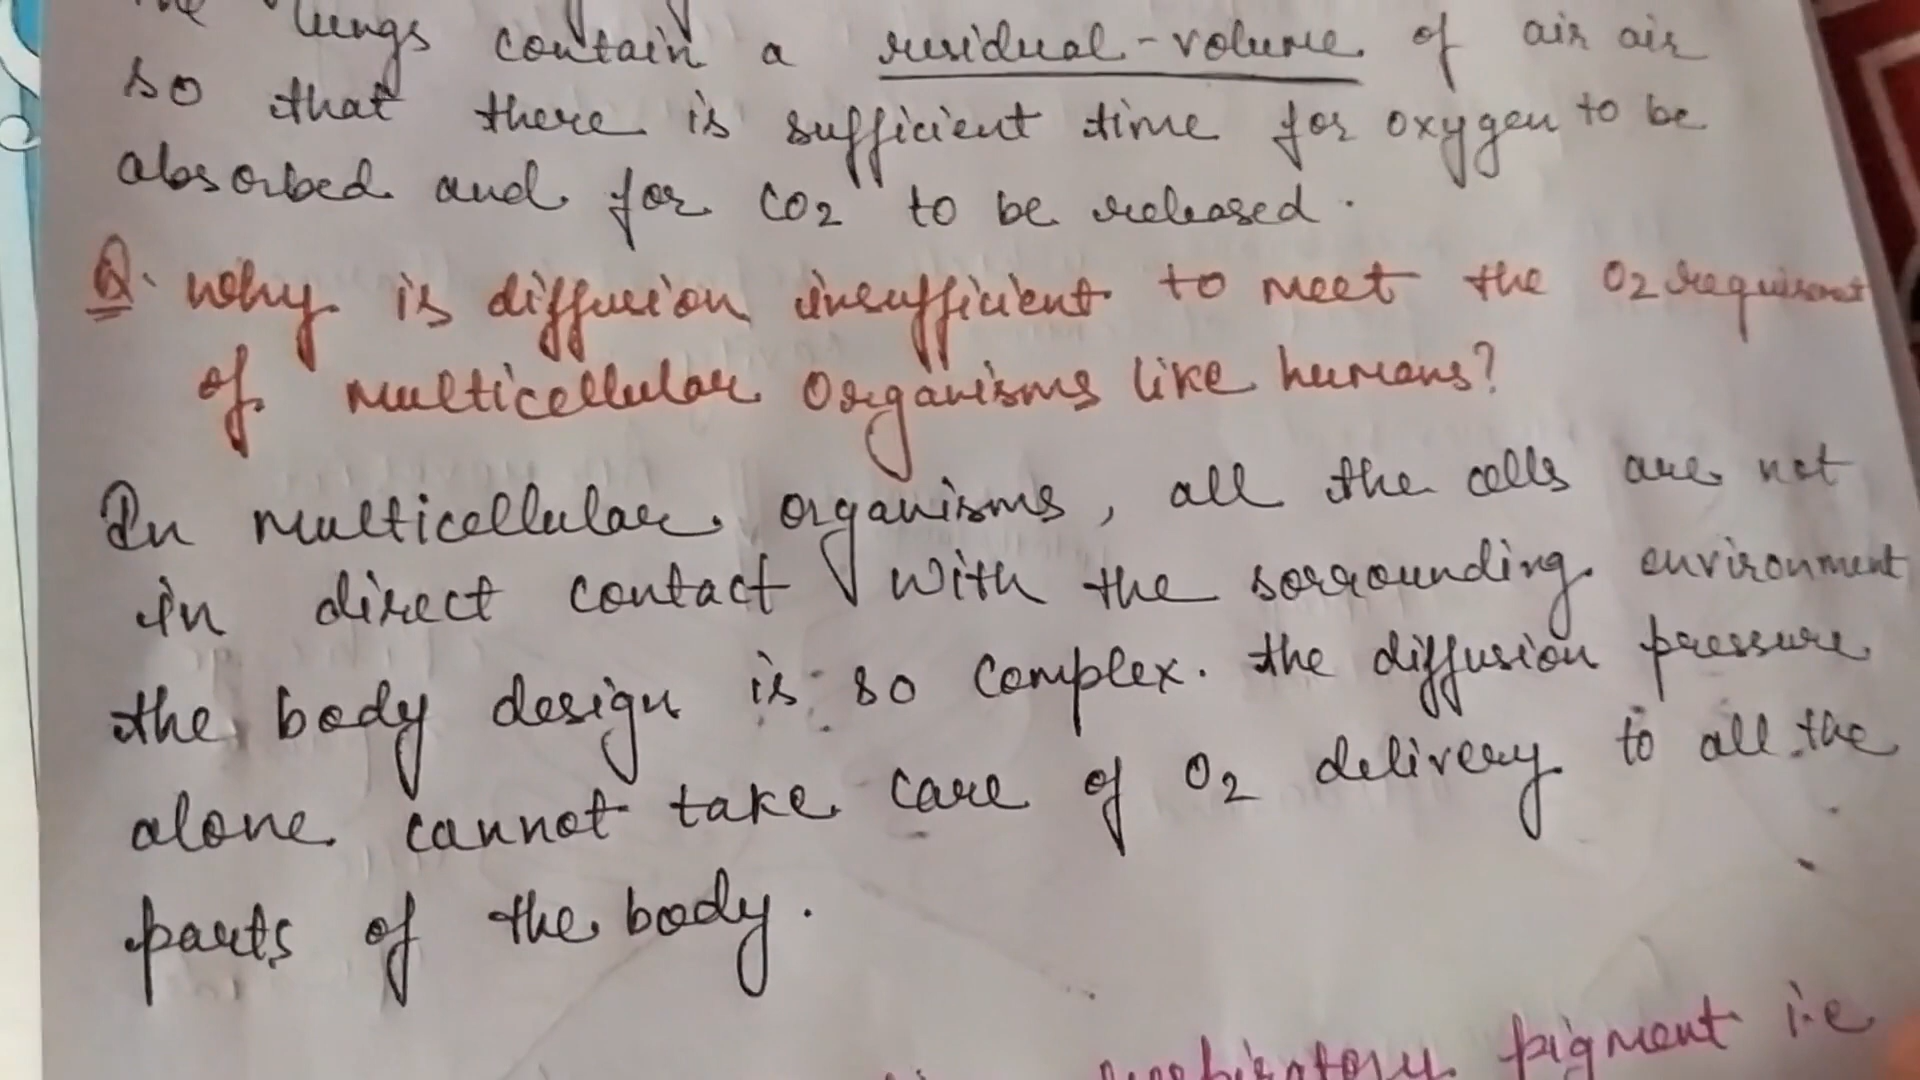 the lungs contain a residual-volume of air air
so that there is sufficient time for oxygen to be
absorbed and for CO2 to be released.
Q. Why is diffusion insufficient to meet the O2 requirement
of multicellular organisms like humans?
In multicellular organisms, all the cells are not
in direct contact with the sorrounding environment
the body design is so complex. the diffusion pressure
alone cannot take care of O2 delivery to all the
parts of the body.
respiratory pigment i.e